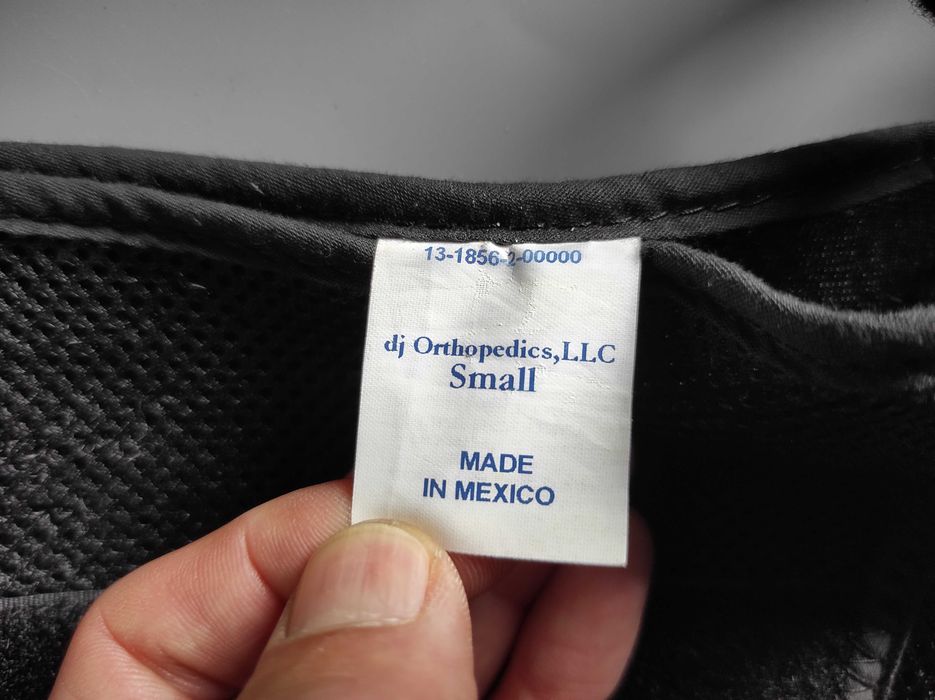 13-1856-2-00000
dj Orthopedics,LLC
Small
MADE
IN MEXICO